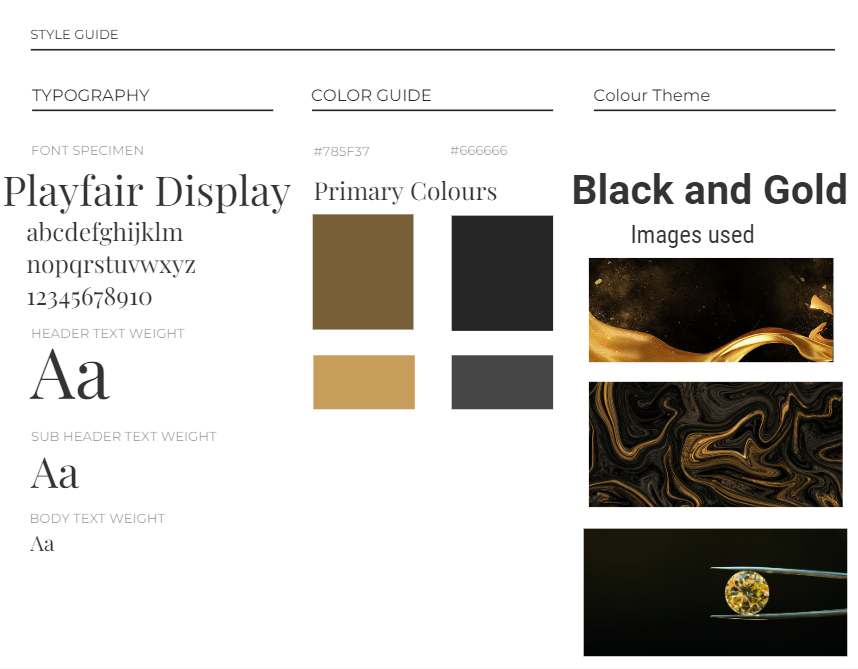 STYLE GUIDE
TYPOGRAPHY
FONT SPECIMEN
Playfair Display
abcdefghijklm
nopqrstuvwxyz
12345678910
HEADER TEXT WEIGHT
Aa
SUB HEADER TEXT WEIGHT
Aa
BODY TEXT WEIGHT
Aa
COLOR GUIDE
#785F37
#666666
Primary Colours
Colour Theme
Black and Gold
Images used